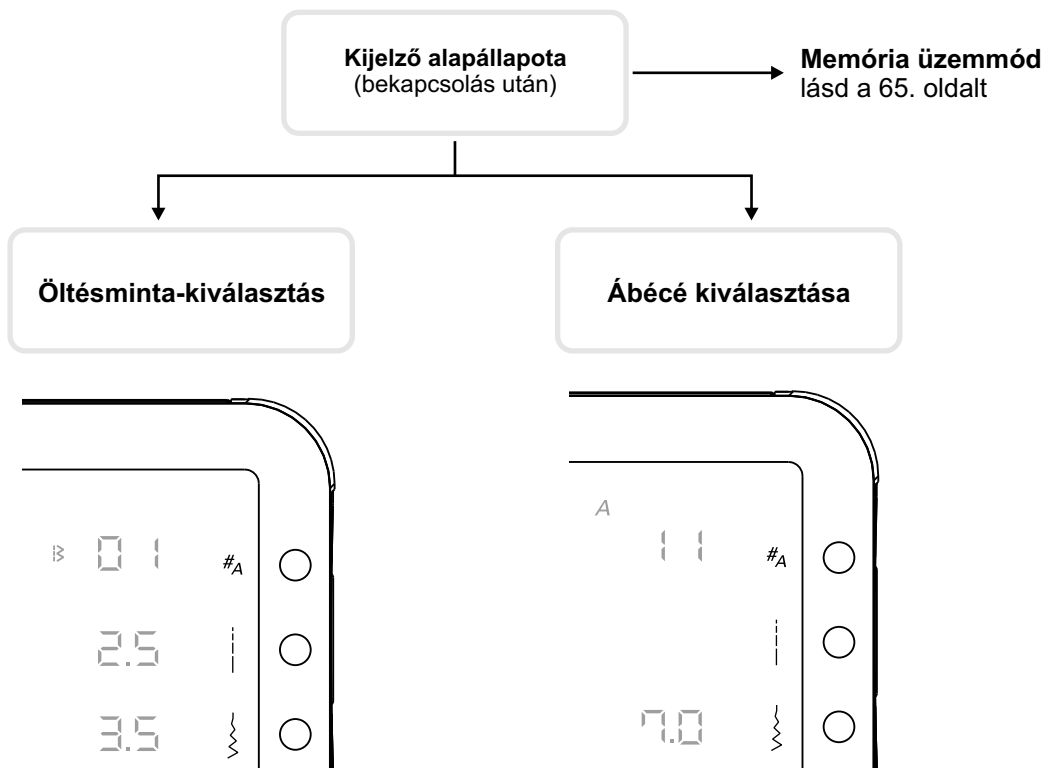 Kijelző alapállapota
(bekapcsolás után)
Memória üzemmód
lásd a 65. oldalt
Öltésminta-kiválasztás
Ábécé kiválasztása
01 #A
2.5
3.5
A
11 #A
7.0